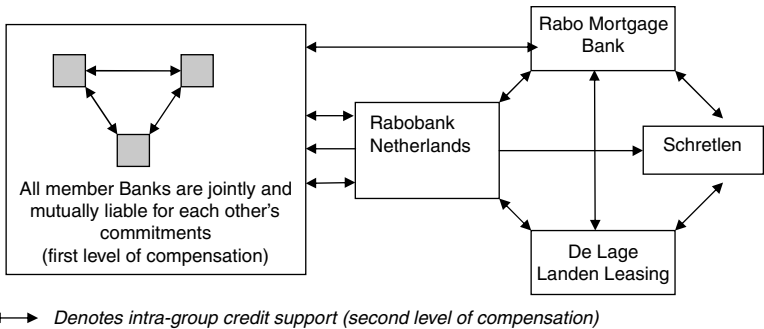 Rabo Mortgage
Bank
Rabobank
Netherlands
Schretlen
All member Banks are jointly and
mutually liable for each other's
commitments
(first level of compensation)
De Lage
Landen Leasing
Denotes intra-group credit support (second level of compensation)